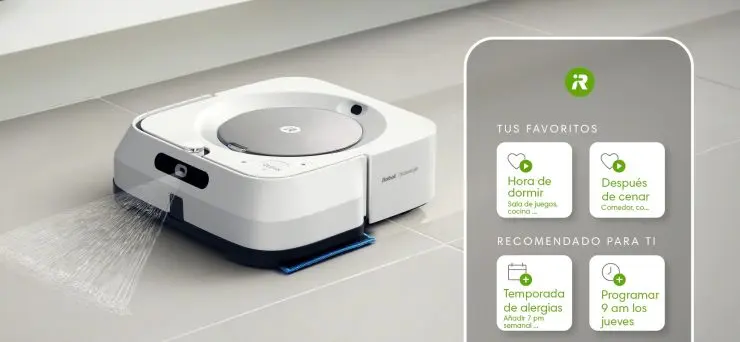 iRobot
TUS FAVORITOS
Hora de
dormir
Sala de juegos,
cocina ...
Después
de cenar
Comedor, co...
RECOMENDADO PARA TI
Temporada
de alergias
Añadir 7 pm
semanal ...
Programar
9 am los
jueves